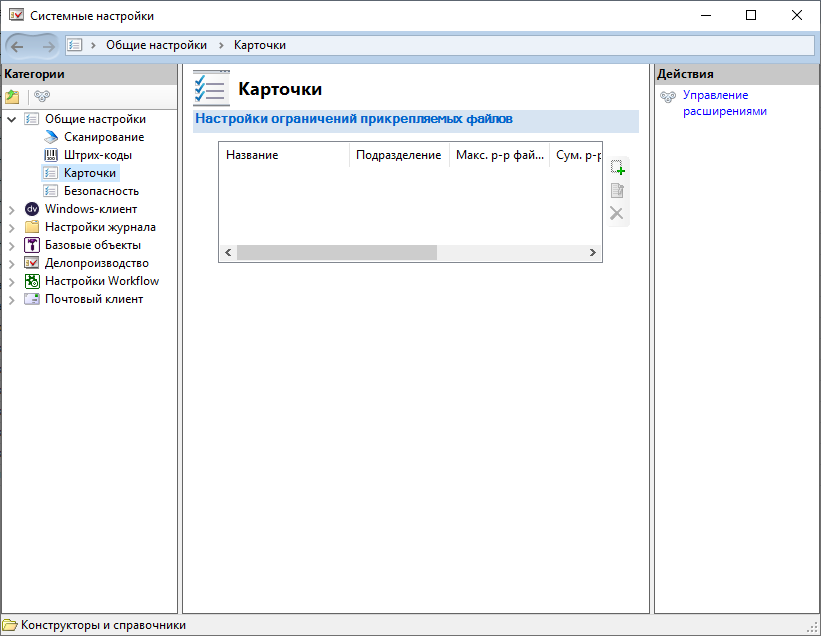 Системные настройки
Общие настройки
Карточки
Категории
Общие настройки
Сканирование
Штрих-коды
Карточки
Безопасность
Windows-клиент
Настройки журнала
Базовые объекты
Делопроизводство
Настройки Workflow
Почтовый клиент
Карточки
Настройки ограничений прикрепляемых файлов
Название Подразделение Макс. р-р фай... Сум. р-р
Действия
Управление
расширениями
Конструкторы и справочники